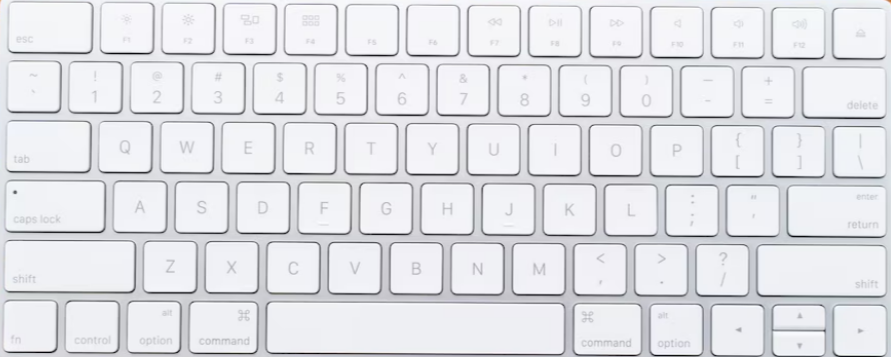 esc F1 F2 F3 F4 F5 F6 F7 F8 F9 F10 F11 F12
~ ! @ # $ % ^ & * ( ) — +
` 1 2 3 4 5 6 7 8 9 0 - = delete
tab Q W E R T Y U I O P { [ } ] | \
caps lock A S D F G H J K L : ; " ' enter return
shift Z X C V B N M < , > . ? / shift
fn control alt option ⌘ command ⌘ command alt option ◀ ▲ ▼ ▶